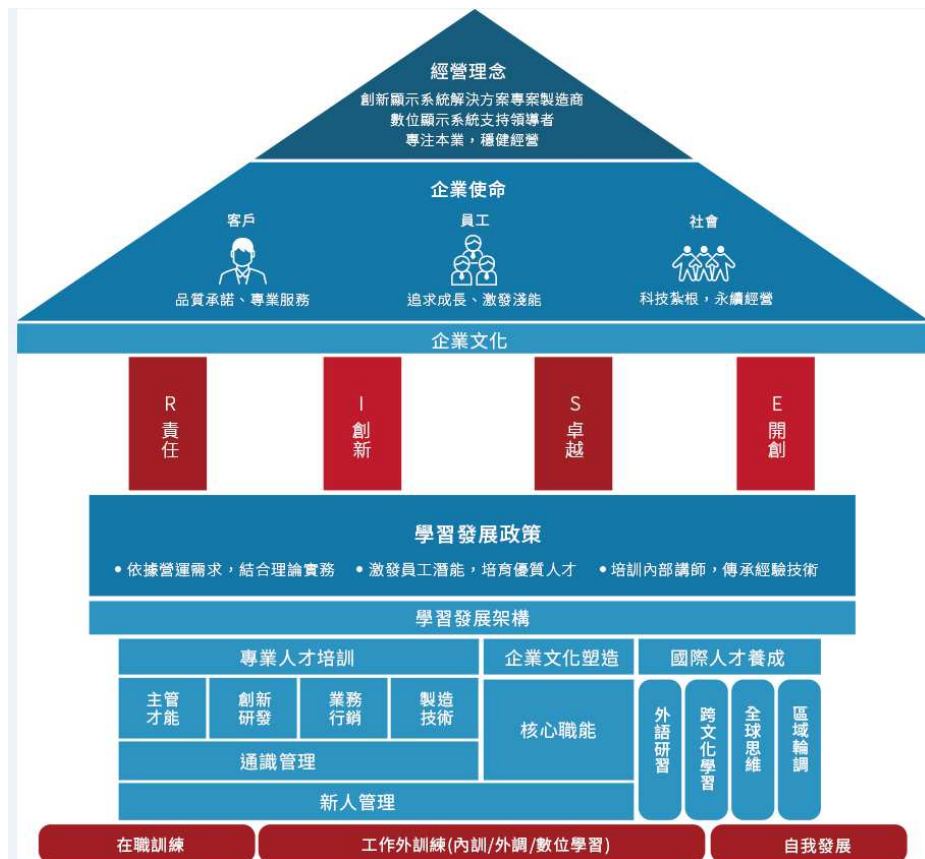 經營理念
創新顯示系統解決方案專案製造商
數位顯示系統支持領導者
專注本業，穩健經營
企業使命
客戶
員工
社會
品質承諾、專業服務
追求成長、激發淺能
科技紮根，永續經營
企業文化
R
責任
I
創新
S
卓越
E
開創
學習發展政策
• 依據營運需求，結合理論實務
• 激發員工潛能，培育優質人才
• 培訓內部講師，傳承經驗技術
學習發展架構
專業人才培訓
企業文化塑造
國際人才養成
主管
才能
創新
研發
業務
行銷
製造
技術
核心職能
外語研習
跨文化學習
全球思維
區域輪調
通識管理
新人管理
在職訓練
工作外訓練(內訓/外調/數位學習)
自我發展